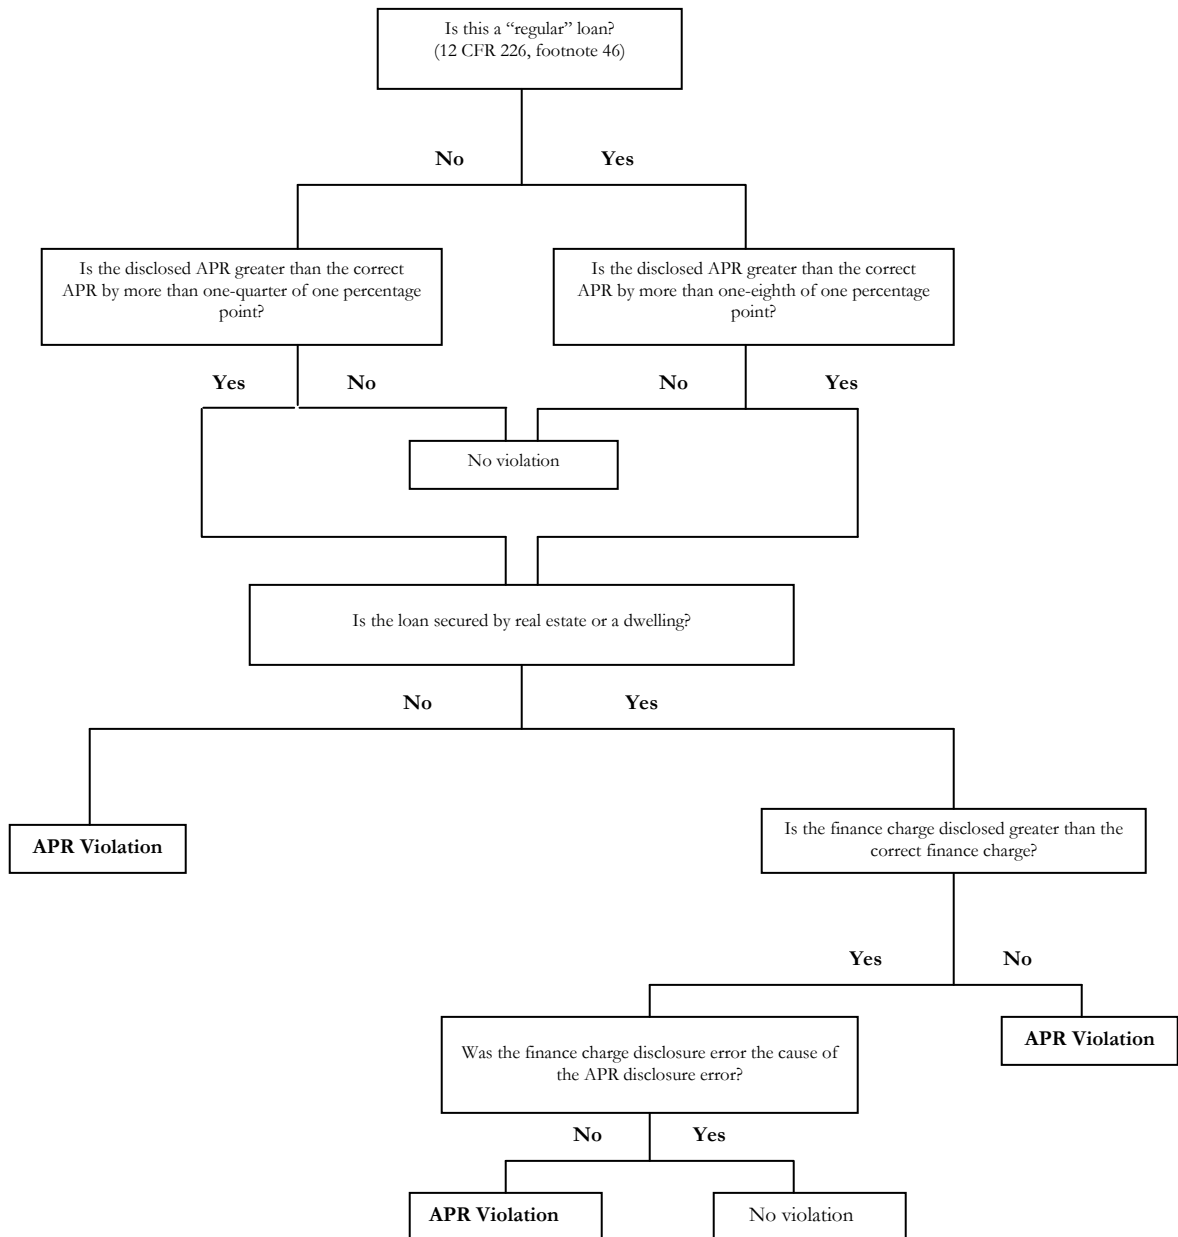 Is this a “regular” loan?
(12 CFR 226, footnote 46)
No
Yes
Is the disclosed APR greater than the correct
APR by more than one-quarter of one percentage
point?
Is the disclosed APR greater than the correct
APR by more than one-eighth of one percentage
point?
Yes
No
No
Yes
No violation
Is the loan secured by real estate or a dwelling?
No
Yes
APR Violation
Is the finance charge disclosed greater than the
correct finance charge?
Yes
No
Was the finance charge disclosure error the cause of
the APR disclosure error?
APR Violation
No
Yes
APR Violation
No violation